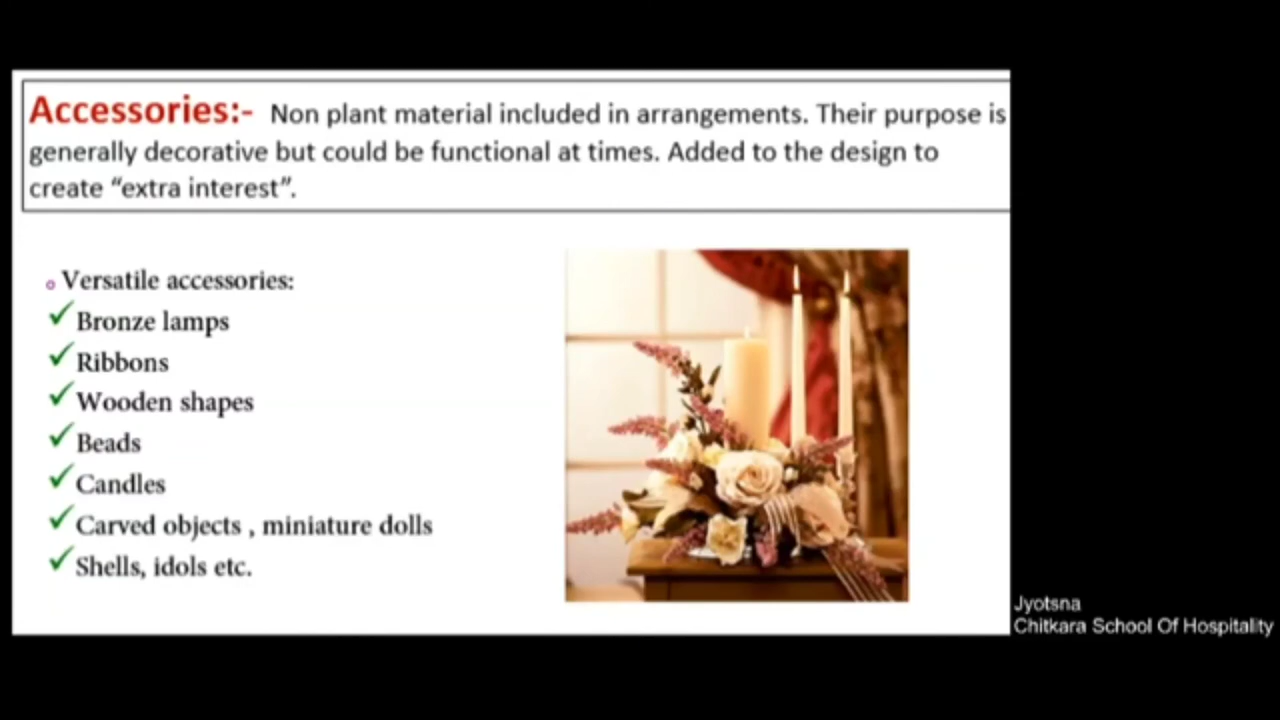 Accessories:- Non plant material included in arrangements. Their purpose is
generally decorative but could be functional at times. Added to the design to
create “extra interest”.
Versatile accessories:
Bronze lamps
Ribbons
Wooden shapes
Beads
Candles
Carved objects , miniature dolls
Shells, idols etc.
Jyotsna
Chitkara School Of Hospitality